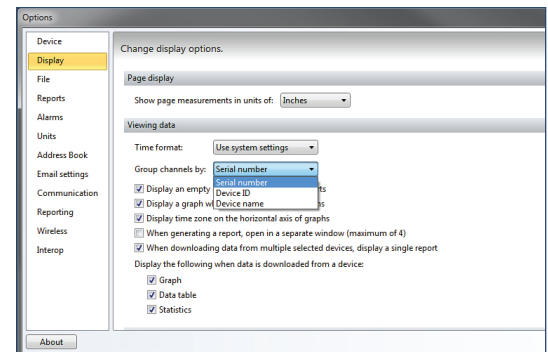 Options
Device
Display
File
Reports
Alarms
Units
Address Book
Email settings
Communication
Reporting
Wireless
Interop
About
Change display options.
Page display
Show page measurements in units of: Inches
Viewing data
Time format: Use system settings
Group channels by: Serial number
Serial number
Device ID
Device name
Display an empty ts
Display a graph w hs
Display time zone on the horizontal axis of graphs
When generating a report, open in a separate window (maximum of 4)
When downloading data from multiple selected devices, display a single report
Display the following when data is downloaded from a device:
Graph
Data table
Statistics